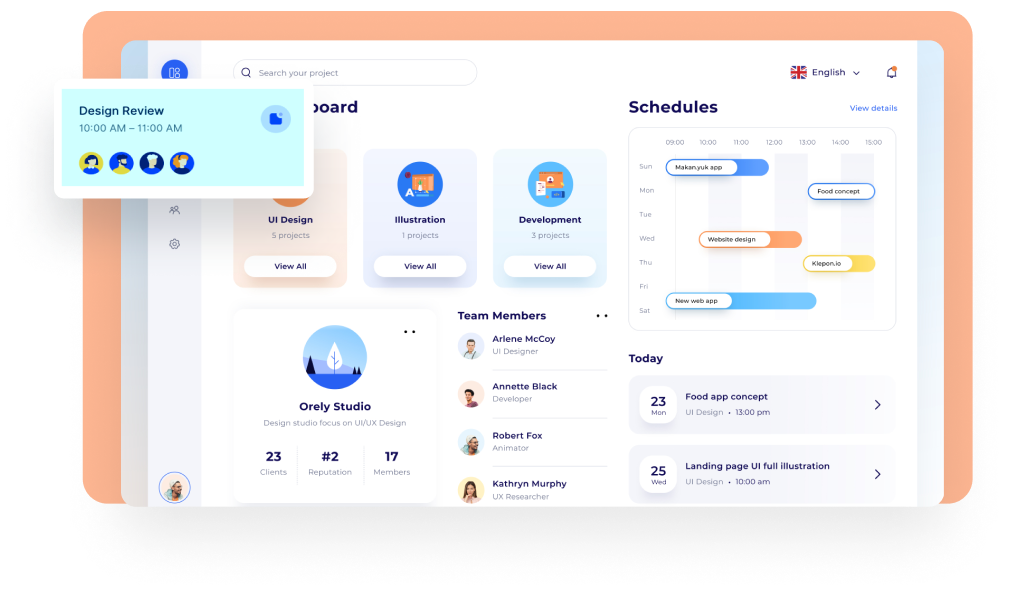 Search your project
English
Design Review
10:00 AM – 11:00 AM
board
UI Design
5 projects
View All
Illustration
1 projects
View All
Development
3 projects
View All
Orely Studio
Design studio focus on UI/UX Design
23
Clients
#2
Reputation
17
Members
Team Members
Arlene McCoy
UI Designer
Annette Black
Developer
Robert Fox
Animator
Kathryn Murphy
UX Researcher
Schedules
View details
09:00 10:00 11:00 12:00 13:00 14:00 15:00
Sun
Makan.yuk app
Mon
Food concept
Tue
Wed
Website design
Thu
Klepon.io
Fri
New web app
Sat
Today
23
Mon
Food app concept
UI Design • 13:00 pm
25
Wed
Landing page UI full illustration
UI Design • 10:00 am